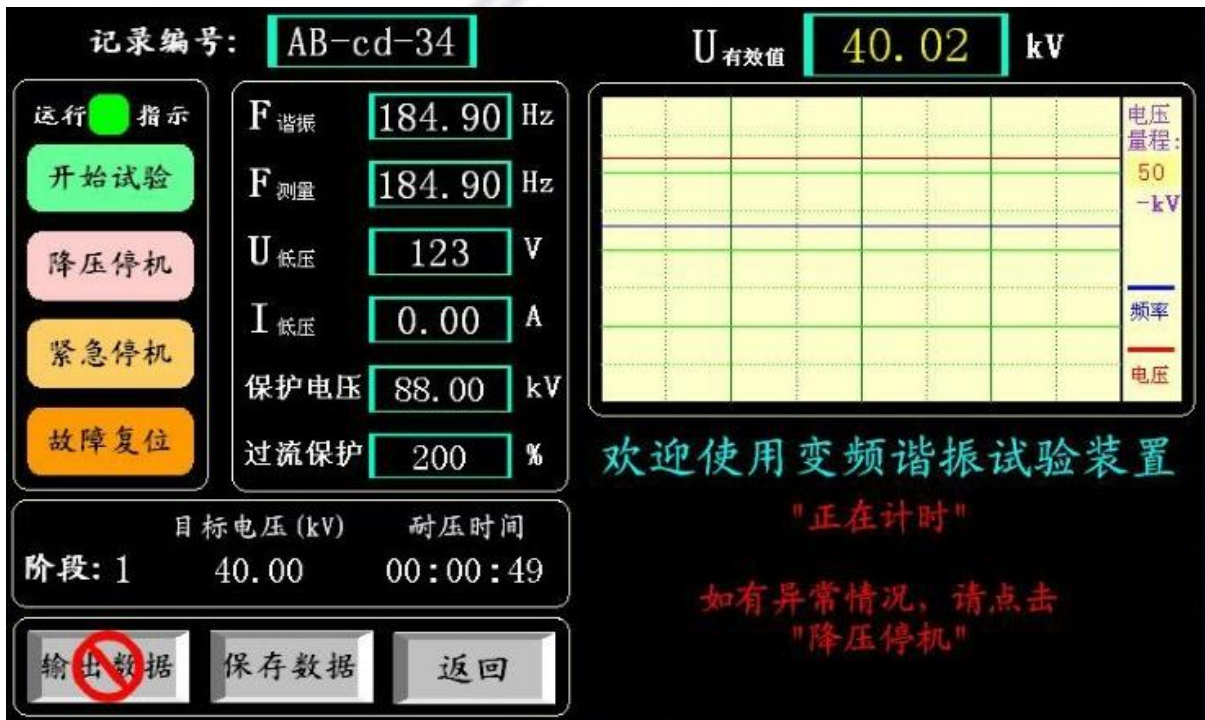 记录编号: AB-cd-34
U有效值 40.02 kV
运行 指示
开始试验
降压停机
紧急停机
故障复位
F谐振 184.90 Hz
F测量 184.90 Hz
U低压 123 V
I低压 0.00 A
保护电压 88.00 kV
过流保护 200 %
电压
量程:
50
-kV
频率
电压
目标电压(kV) 耐压时间
阶段: 1 40.00 00:00:49
输出数据 保存数据 返回
欢迎使用变频谐振试验装置
"正在计时"
如有异常情况, 请点击
"降压停机"